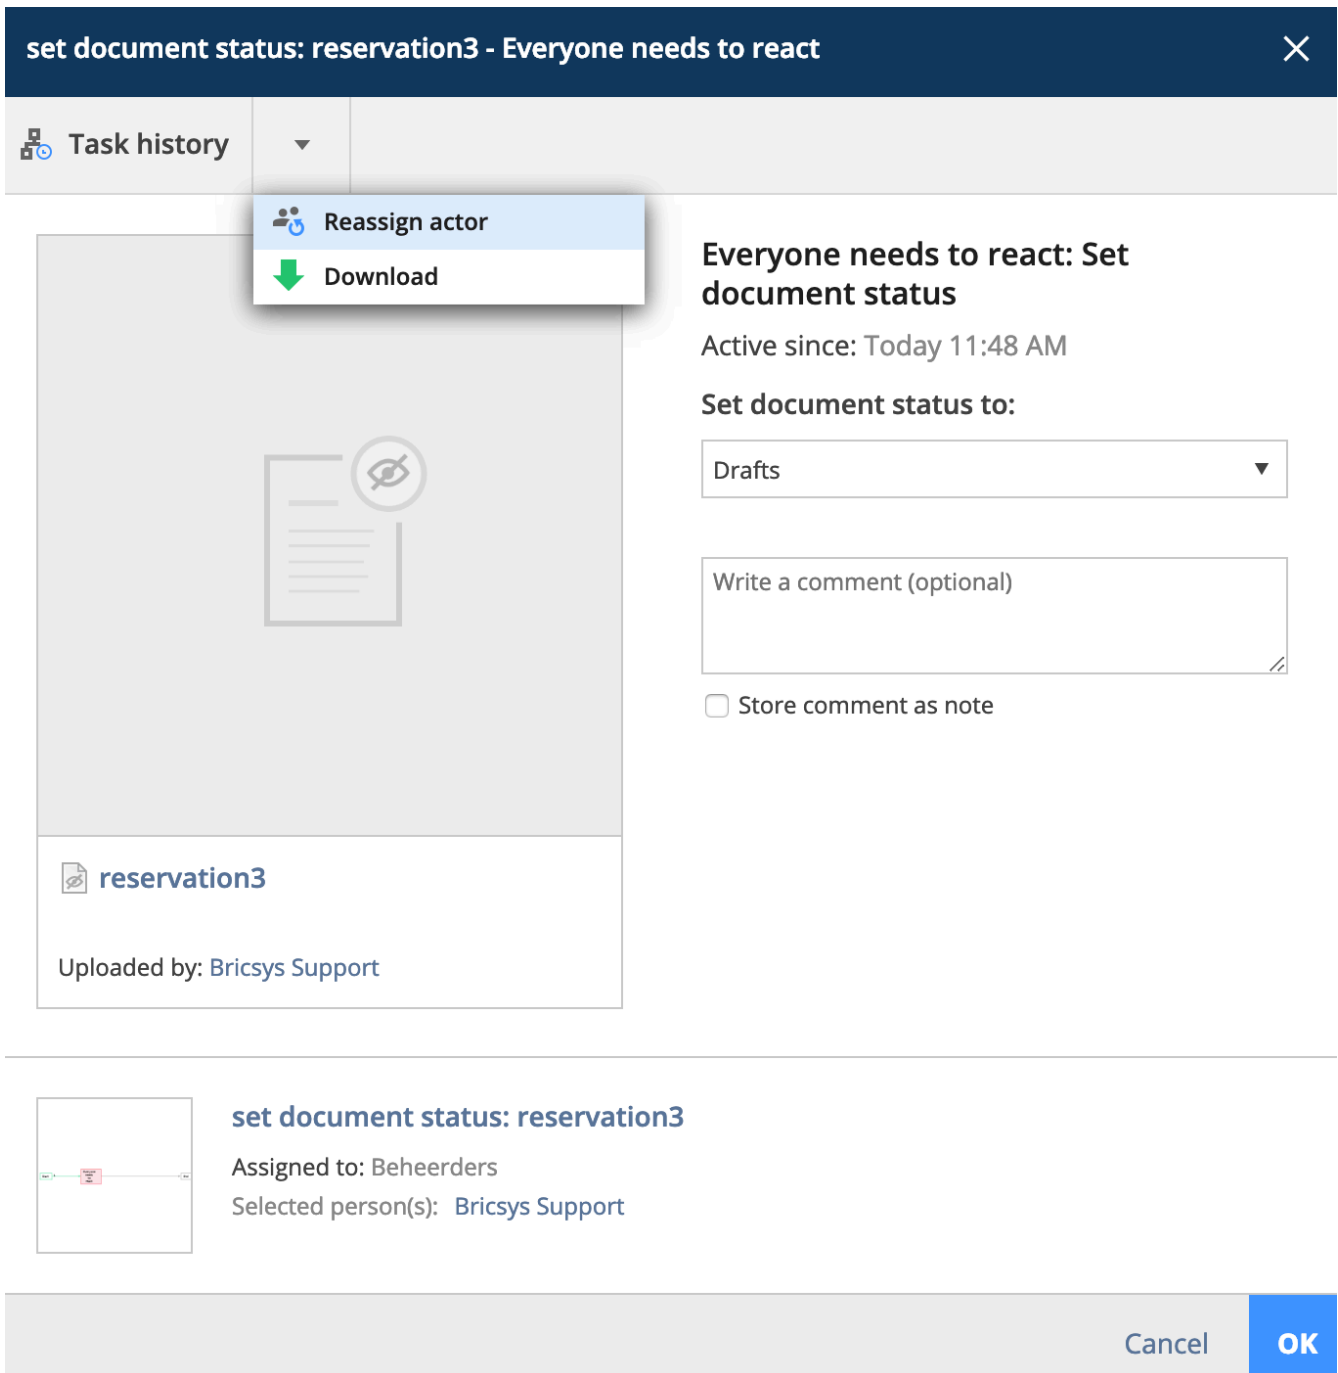 set document status: reservation3 - Everyone needs to react
Task history
Reassign actor
Download
Everyone needs to react: Set
document status
Active since: Today 11:48 AM
Set document status to:
Drafts
Write a comment (optional)
Store comment as note
reservation3
Uploaded by: Bricsys Support
set document status: reservation3
Assigned to: Beheerders
Selected person(s): Bricsys Support
Cancel
OK